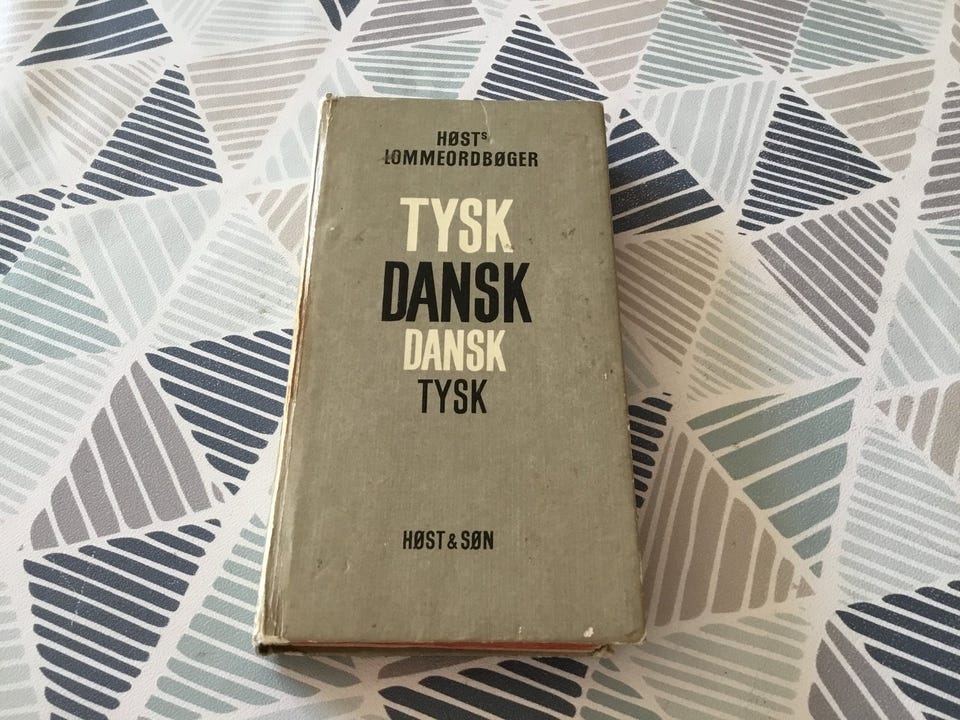 HØSTs
LOMMEORDBØGER
TYSK
DANSK
DANSK
TYSK
HØST & SØN